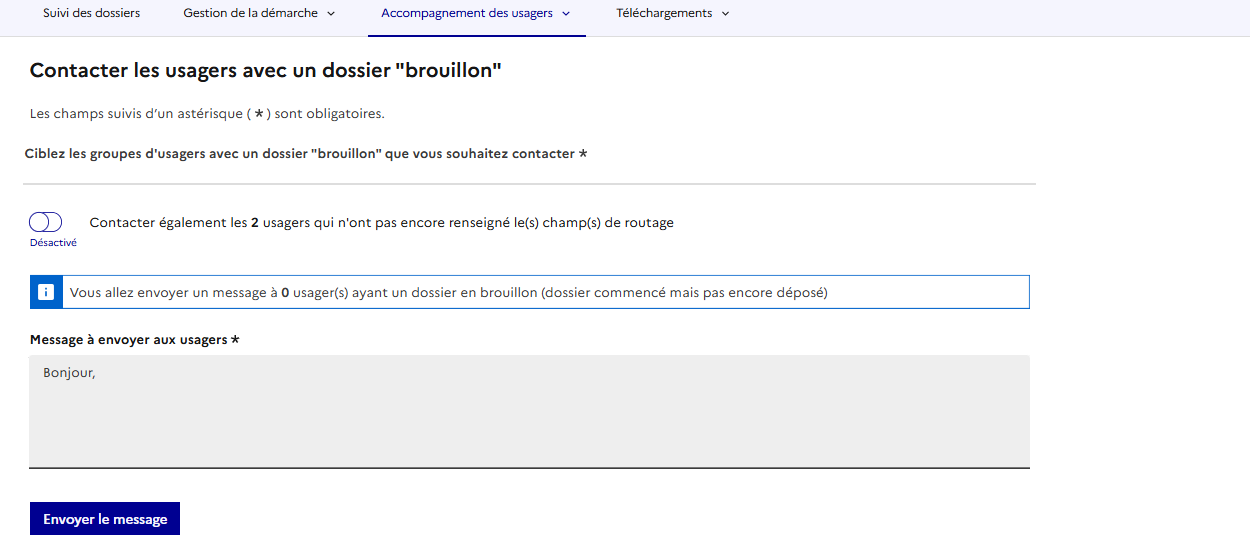 Suivi des dossiers Gestion de la démarche Accompagnement des usagers Téléchargements
Contacter les usagers avec un dossier "brouillon"
Les champs suivis d’un astérisque ( * ) sont obligatoires.
Ciblez les groupes d'usagers avec un dossier "brouillon" que vous souhaitez contacter *
Contacter également les 2 usagers qui n'ont pas encore renseigné le(s) champ(s) de routage
Désactivé
Vous allez envoyer un message à 0 usager(s) ayant un dossier en brouillon (dossier commencé mais pas encore déposé)
Message à envoyer aux usagers *
Bonjour,
Envoyer le message